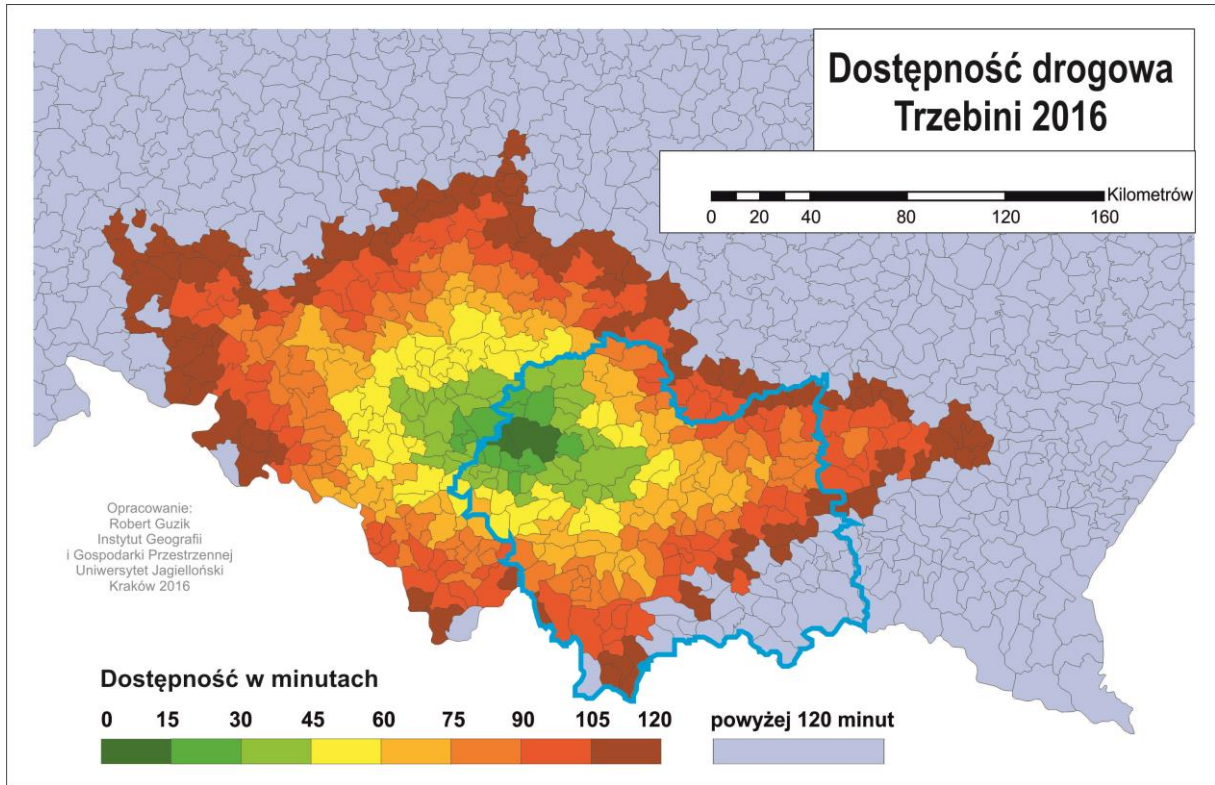 Dostępność drogowa
Trzebini 2016
Kilometrów
0 20 40 80 120 160
Opracowanie:
Robert Guzik
Instytut Geografii
i Gospodarki Przestrzennej
Uniwersytet Jagielloński
Kraków 2016
Dostępność w minutach
0 15 30 45 60 75 90 105 120 powyżej 120 minut